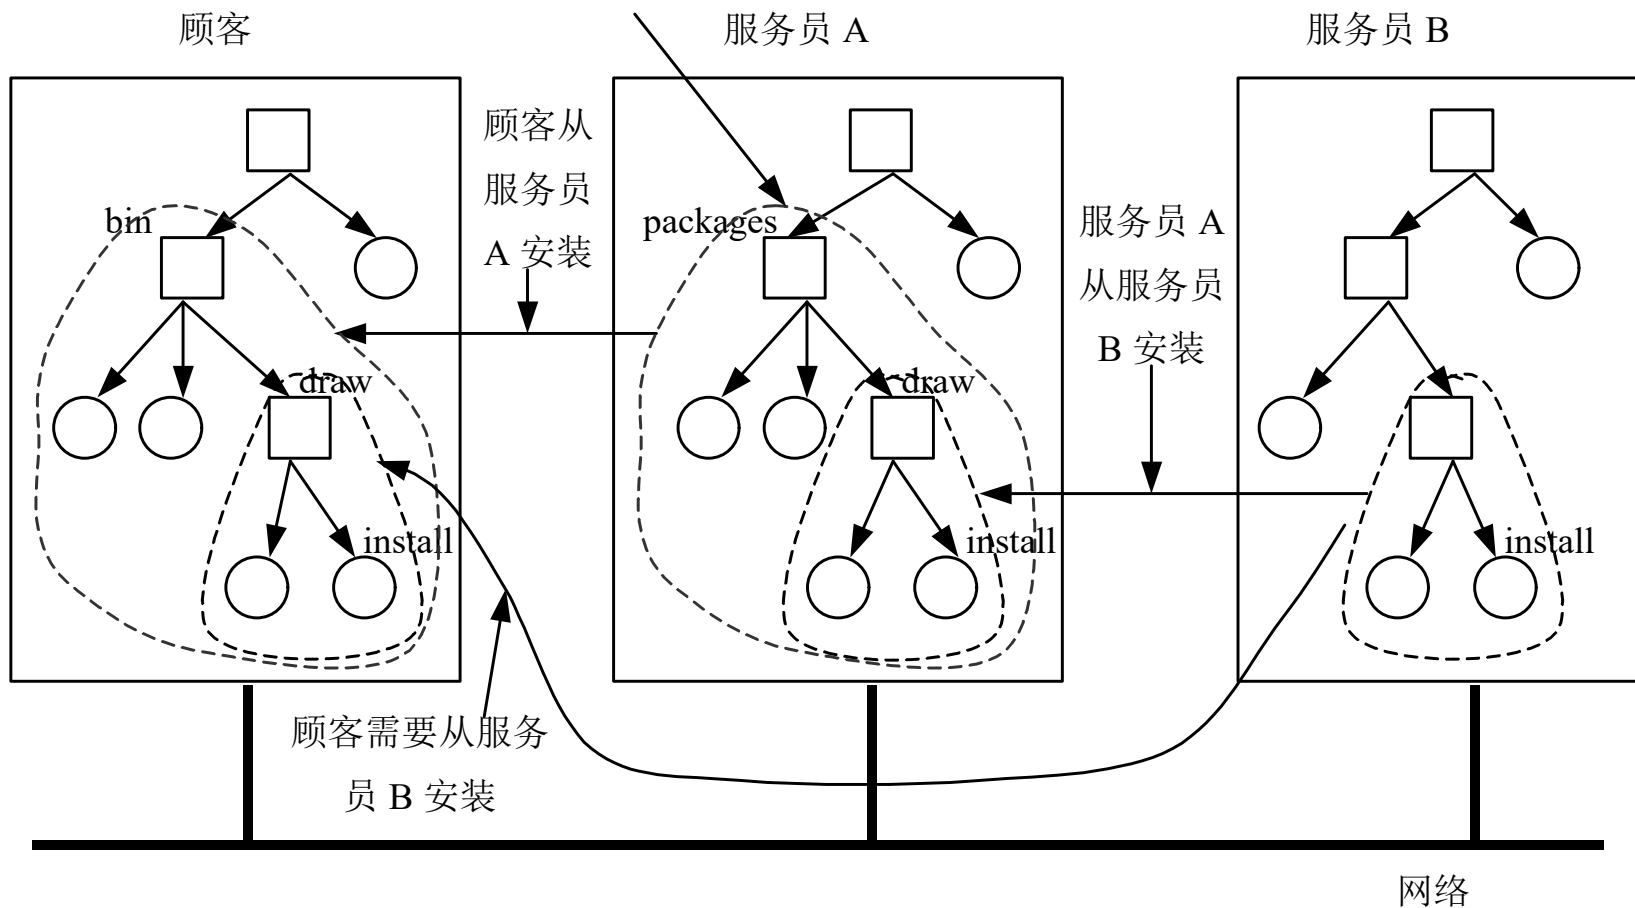 顾客
服务员 A
服务员 B
顾客从
服务员
A 安装
bin
packages
服务员 A
从服务员
B 安装
draw
draw
install
install
install
顾客需要从服务
员 B 安装
网络